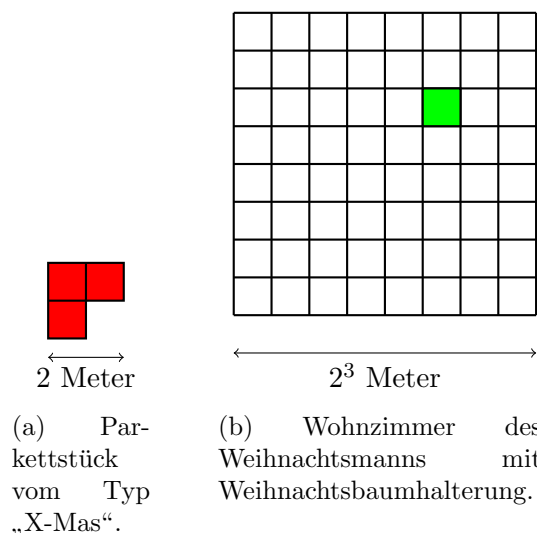 2 Meter
2³ Meter
(a) Par-
kettstück
vom Typ
„X-Mas“.
(b) Wohnzimmer des
Weihnachtsmanns mit
Weihnachtsbaumhalterung.